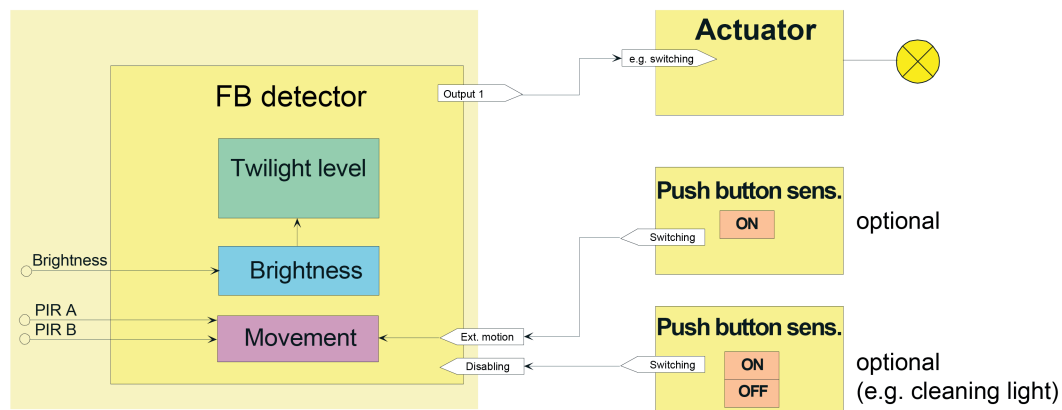 Actuator
e.g. switching
FB detector
Output 1
Twilight level
Push button sens.
ON
optional
Switching
Brightness
Brightness
PIR A
PIR B
Movement
Ext. motion
Push button sens.
Disabling
Switching
ON
OFF
optional
(e.g. cleaning light)